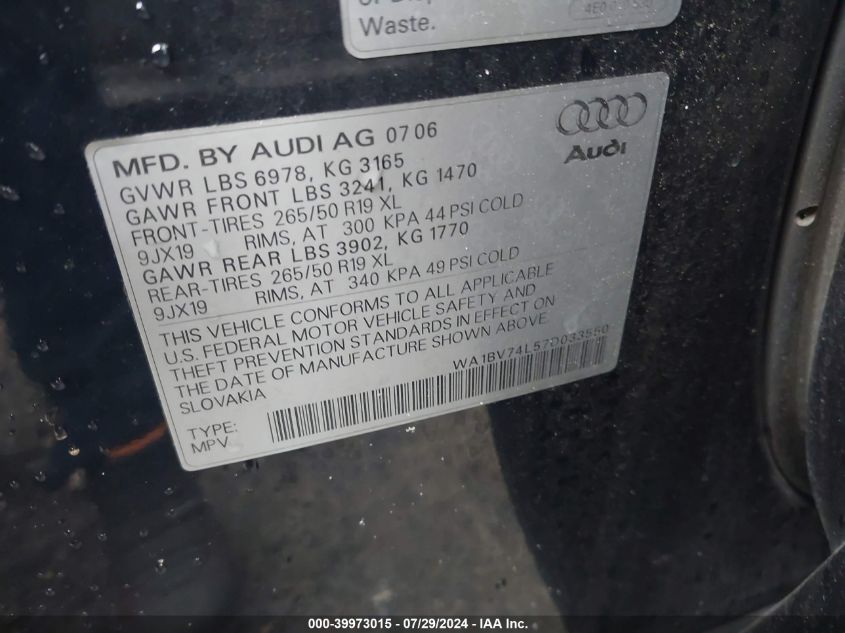 Waste.
MFD. BY AUDI AG 07 06
Audi
GVWR LBS 6978, KG 3165
GAWR FRONT LBS 3241, KG 1470
FRONT-TIRES 265/50 R19 XL
9JX19 RIMS, AT 300 KPA 44 PSI COLD
GAWR REAR LBS 3902, KG 1770
REAR-TIRES 265/50 R19 XL
9JX19 RIMS, AT 340 KPA 49 PSI COLD
THIS VEHICLE CONFORMS TO ALL APPLICABLE
U.S. FEDERAL MOTOR VEHICLE SAFETY AND
THEFT PREVENTION STANDARDS IN EFFECT ON
THE DATE OF MANUFACTURE SHOWN ABOVE
SLOVAKIA
WA1BV74L57D033550
TYPE:
MPV
000-39973015 / 07/29/2024 - IAA Inc.